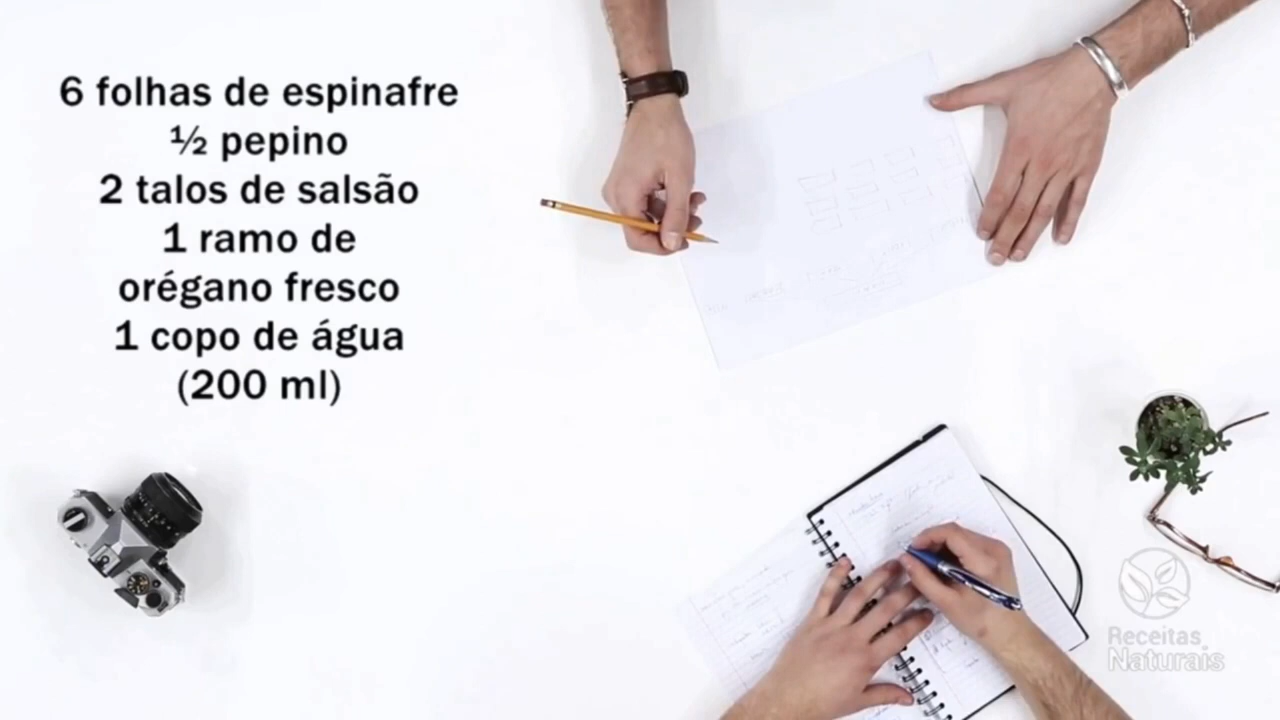 6 folhas de espinafre
½ pepino
2 talos de salsão
1 ramo de
orégano fresco
1 copo de água
(200 ml)
Receitas
Naturais